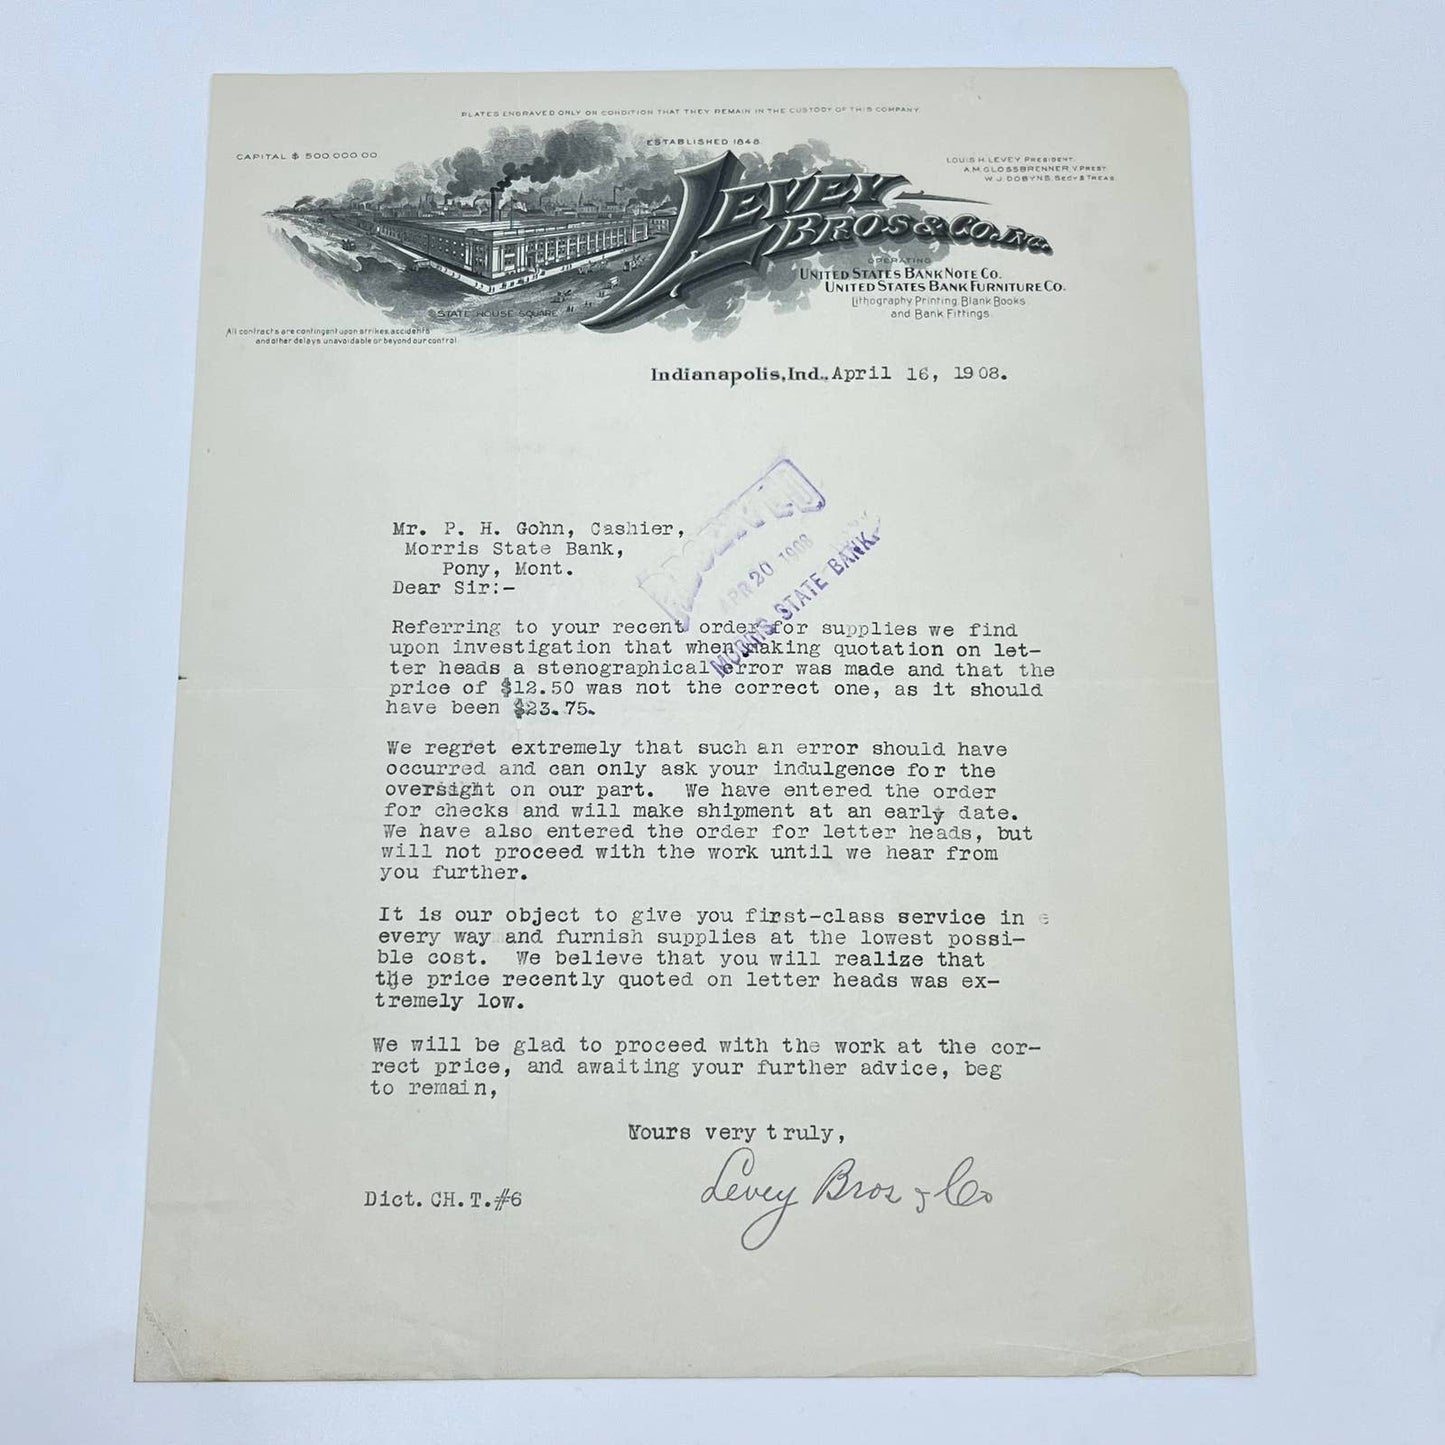 PLATES ENGRAVED ONLY ON CONDITION THAT THEY REMAIN IN THE CUSTODY OF THIS COMPANY.
CAPITAL $ 500.000.00
ESTABLISHED 1848.
LOUIS H. LEVEY PRESIDENT.
A.M. GLOSSBRENNER V. PREST.
W.J. DOBYNS, SECY & TREAS.
LEVEY
BROS & CO. INC.
OPERATING
UNITED STATES BANK NOTE CO.
UNITED STATES BANK FURNITURE CO.
Lithography, Printing, Blank Books
and Bank Fittings.
STATE HOUSE SQUARE
All contracts are contingent upon strikes, accidents
and other delays unavoidable or beyond our control.
Indianapolis, Ind., April 16, 1908.
RECEIVED
APR 20 1908
MORRIS STATE BANK.
Mr. P. H. Gohn, Cashier,
Morris State Bank,
Pony, Mont.
Dear Sir:-
Referring to your recent order for supplies we find
upon investigation that when making quotation on let-
ter heads a stenographical error was made and that the
price of $12.50 was not the correct one, as it should
have been $23.75.
We regret extremely that such an error should have
occurred and can only ask your indulgence for the
oversight on our part. We have entered the order
for checks and will make shipment at an early date.
We have also entered the order for letter heads, but
will not proceed with the work until we hear from
you further.
It is our object to give you first-class service in e
every way and furnish supplies at the lowest possi-
ble cost. We believe that you will realize that
the price recently quoted on letter heads was ex-
tremely low.
We will be glad to proceed with the work at the cor-
rect price, and awaiting your further advice, beg
to remain,
Yours very truly,
Levey Bros & Co
Dict. CH.T.#6